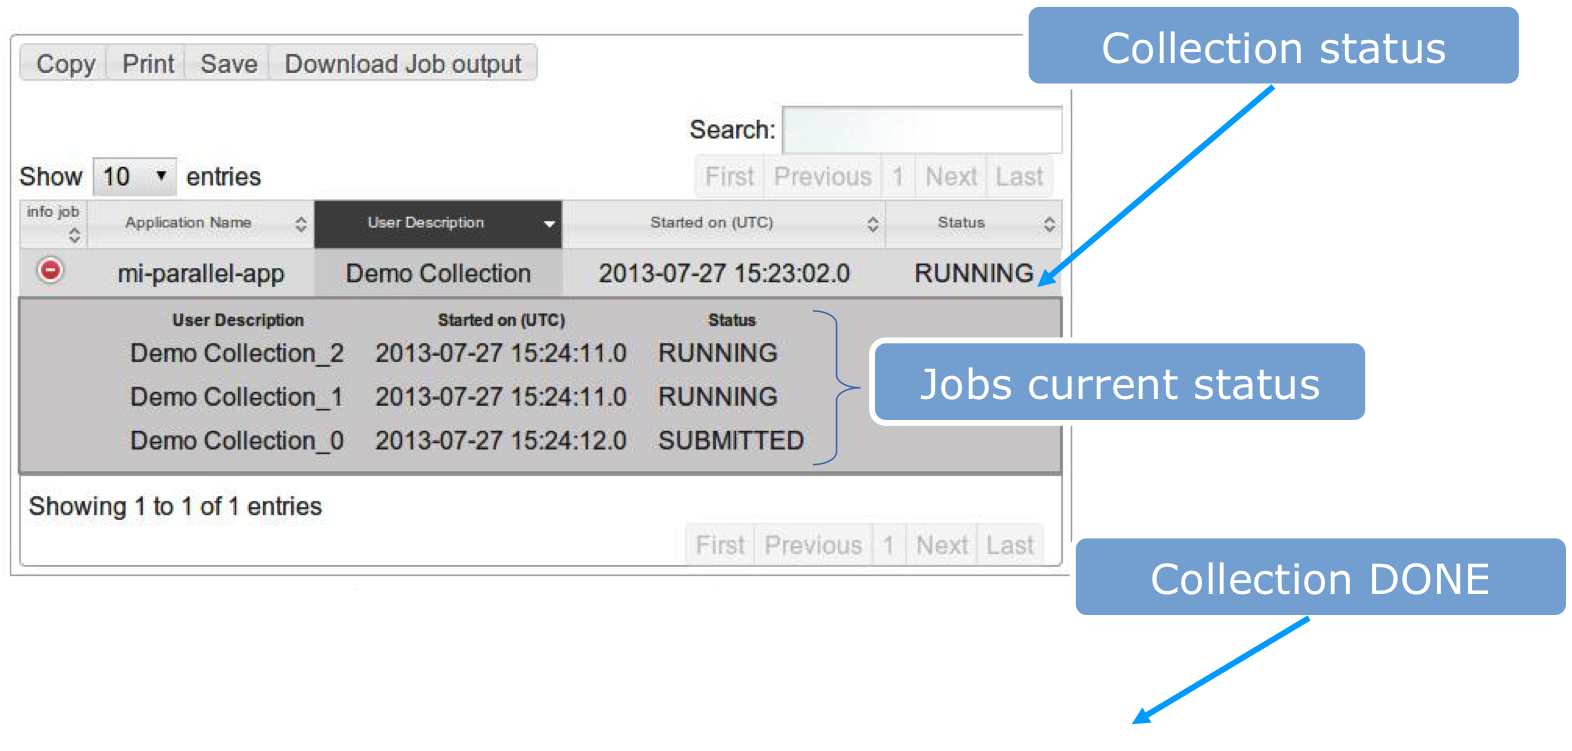 Collection status
Copy Print Save Download Job output
Search:
Show 10 entries
First Previous 1 Next Last
info job Application Name User Description Started on (UTC) Status
mi-parallel-app Demo Collection 2013-07-27 15:23:02.0 RUNNING
User Description Started on (UTC) Status
Demo Collection_2 2013-07-27 15:24:11.0 RUNNING
Demo Collection_1 2013-07-27 15:24:11.0 RUNNING
Demo Collection_0 2013-07-27 15:24:12.0 SUBMITTED
Jobs current status
Showing 1 to 1 of 1 entries
First Previous 1 Next Last
Collection DONE